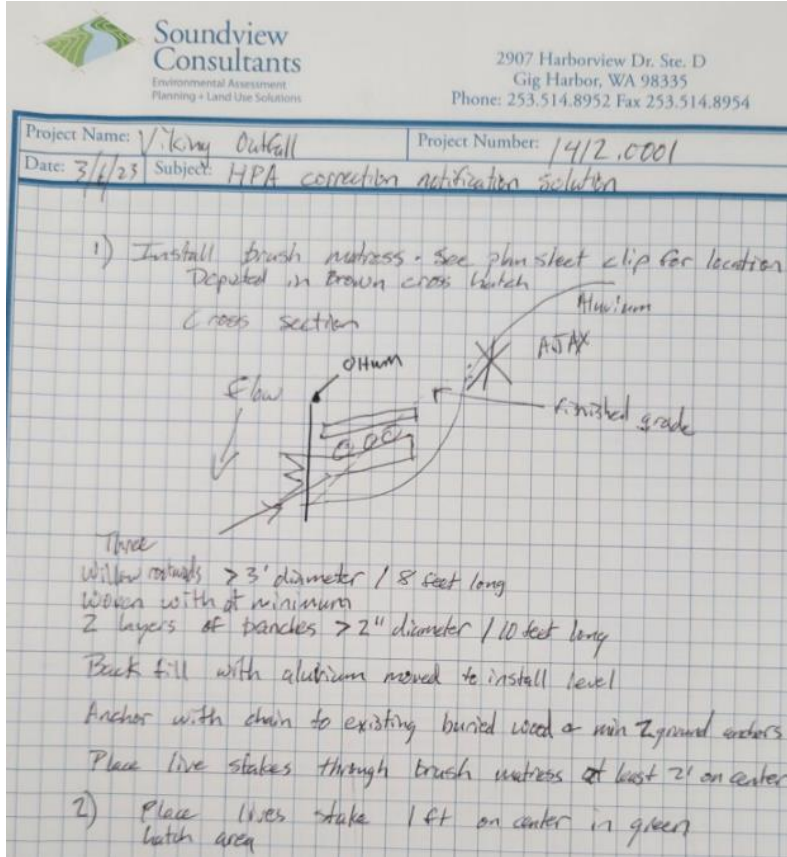 Soundview
Consultants
Environmental Assessment
Planning + Land Use Solutions
2907 Harborview Dr. Ste. D
Gig Harbor, WA 98335
Phone: 253.514.8952 Fax 253.514.8954
Project Name: Viking Outfall
Project Number: 1412.0001
Date: 3/6/23 Subject: HPA correction notification solution
1) Install brush matress. See plan sheet clip for location
Depicted in Brown cross hatch
Cross section
Aluvium
AJAX
OHWM
Flow
finished grade
Three
Willow rootwads >3' diameter / 8 feet long
Woven with at minimum
2 layers of banches >2" diameter / 10 feet long
Back fill with aluvium moved to install level
Anchor with chain to existing buried wood or min 2 ground anchors
Place live stakes through brush matress at least 2' on center
2) Place lives stake 1 ft on center in green
hatch area